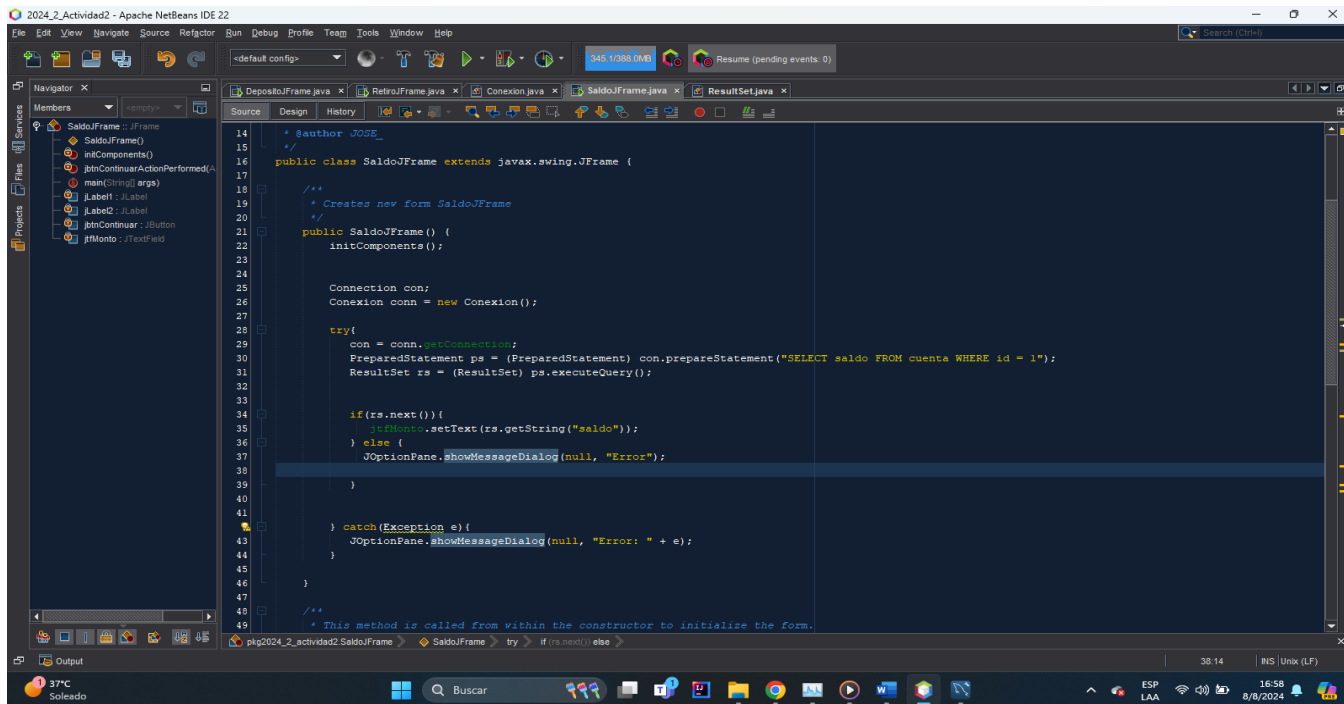 2024_2_Actividad2 - Apache NetBeans IDE 22
File Edit View Navigate Source Refactor Run Debug Profile Team Tools Window Help
Search (Ctrl+I)
<default config>
345.1/388.0MB
Resume (pending events: 0)
Navigator
DepositoJFrame.java
RetiroJFrame.java
Conexion.java
SaldoJFrame.java
ResultSet.java
Members
<empty>
Source Design History
Services
Files
Projects
SaldoJFrame :: JFrame
SaldoJFrame()
initComponents()
jbtnContinuarActionPerformed(A
main(String[] args)
jLabel1 : JLabel
jLabel2 : JLabel
jbtnContinuar : JButton
jtfMonto : JTextField
14 * @author JOSE_
15 */
16 public class SaldoJFrame extends javax.swing.JFrame {
17
18 /**
19 * Creates new form SaldoJFrame
20 */
21 public SaldoJFrame() {
22 initComponents();
23
24
25 Connection con;
26 Conexion conn = new Conexion();
27
28 try{
29 con = conn.getConnection;
30 PreparedStatement ps = (PreparedStatement) con.prepareStatement("SELECT saldo FROM cuenta WHERE id = 1");
31 ResultSet rs = (ResultSet) ps.executeQuery();
32
33
34 if(rs.next()){
35 jtfMonto.setText(rs.getString("saldo"));
36 } else {
37 JOptionPane.showMessageDialog(null, "Error");
38
39 }
40
41
} catch(Exception e){
43 JOptionPane.showMessageDialog(null, "Error: " + e);
44 }
45
46 }
47
48 /**
49 * This method is called from within the constructor to initialize the form.
pkg2024_2_actividad2.SaldoJFrame
SaldoJFrame
try
if (rs.next()) else
Output
38:14
INS
Unix (LF)
1
37°C
Soleado
Buscar
1
ESP
LAA
16:58
8/8/2024
PRE